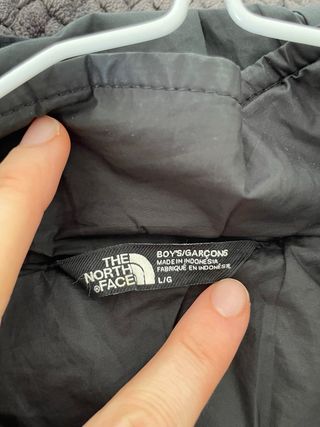 THE
NORTH
FACE
®
BOYS/GARÇONS
MADE IN INDONESIA
FABRIQUÉ EN INDONÉSIE
L/G